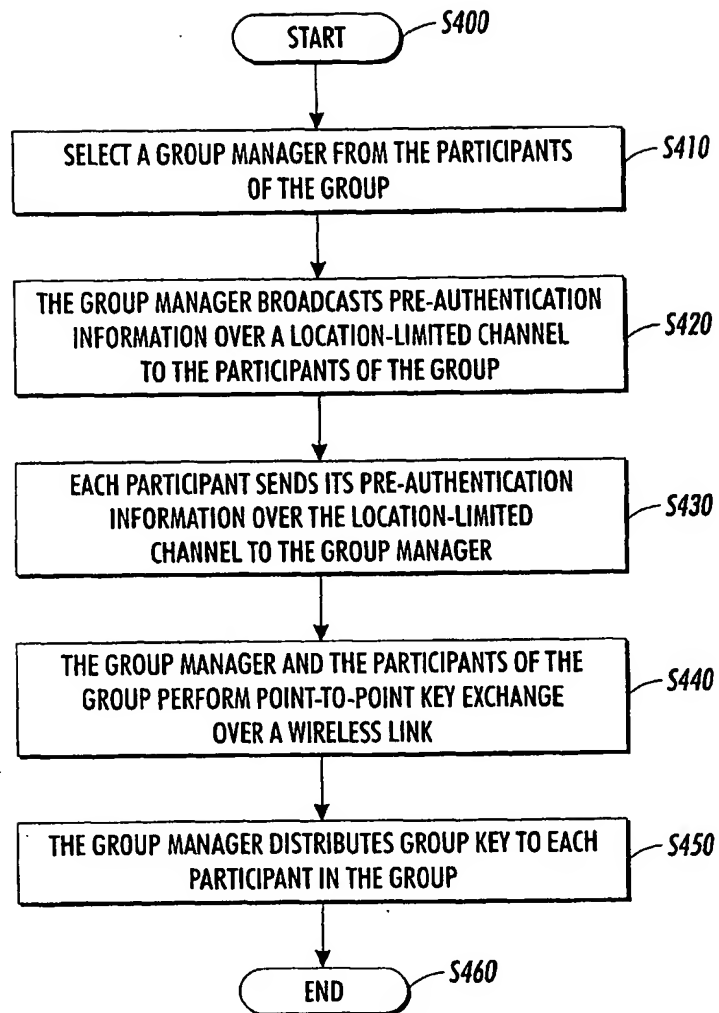 START
S400
SELECT A GROUP MANAGER FROM THE PARTICIPANTS
OF THE GROUP
S410
THE GROUP MANAGER BROADCASTS PRE-AUTHENTICATION
INFORMATION OVER A LOCATION-LIMITED CHANNEL
TO THE PARTICIPANTS OF THE GROUP
S420
EACH PARTICIPANT SENDS ITS PRE-AUTHENTICATION
INFORMATION OVER THE LOCATION-LIMITED
CHANNEL TO THE GROUP MANAGER
S430
THE GROUP MANAGER AND THE PARTICIPANTS OF THE
GROUP PERFORM POINT-TO-POINT KEY EXCHANGE
OVER A WIRELESS LINK
S440
THE GROUP MANAGER DISTRIBUTES GROUP KEY TO EACH
PARTICIPANT IN THE GROUP
S450
END
S460